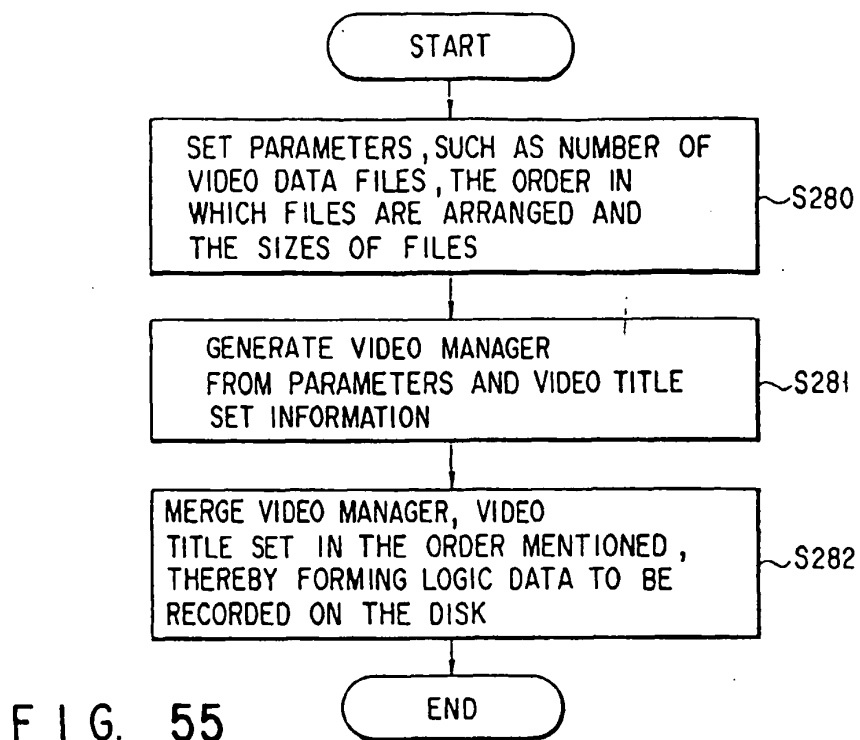 START
SET PARAMETERS, SUCH AS NUMBER OF
VIDEO DATA FILES, THE ORDER IN
WHICH FILES ARE ARRANGED AND
THE SIZES OF FILES
S280
GENERATE VIDEO MANAGER
FROM PARAMETERS AND VIDEO TITLE
SET INFORMATION
S281
MERGE VIDEO MANAGER, VIDEO
TITLE SET IN THE ORDER MENTIONED,
THEREBY FORMING LOGIC DATA TO BE
RECORDED ON THE DISK
S282
END
FIG. 55